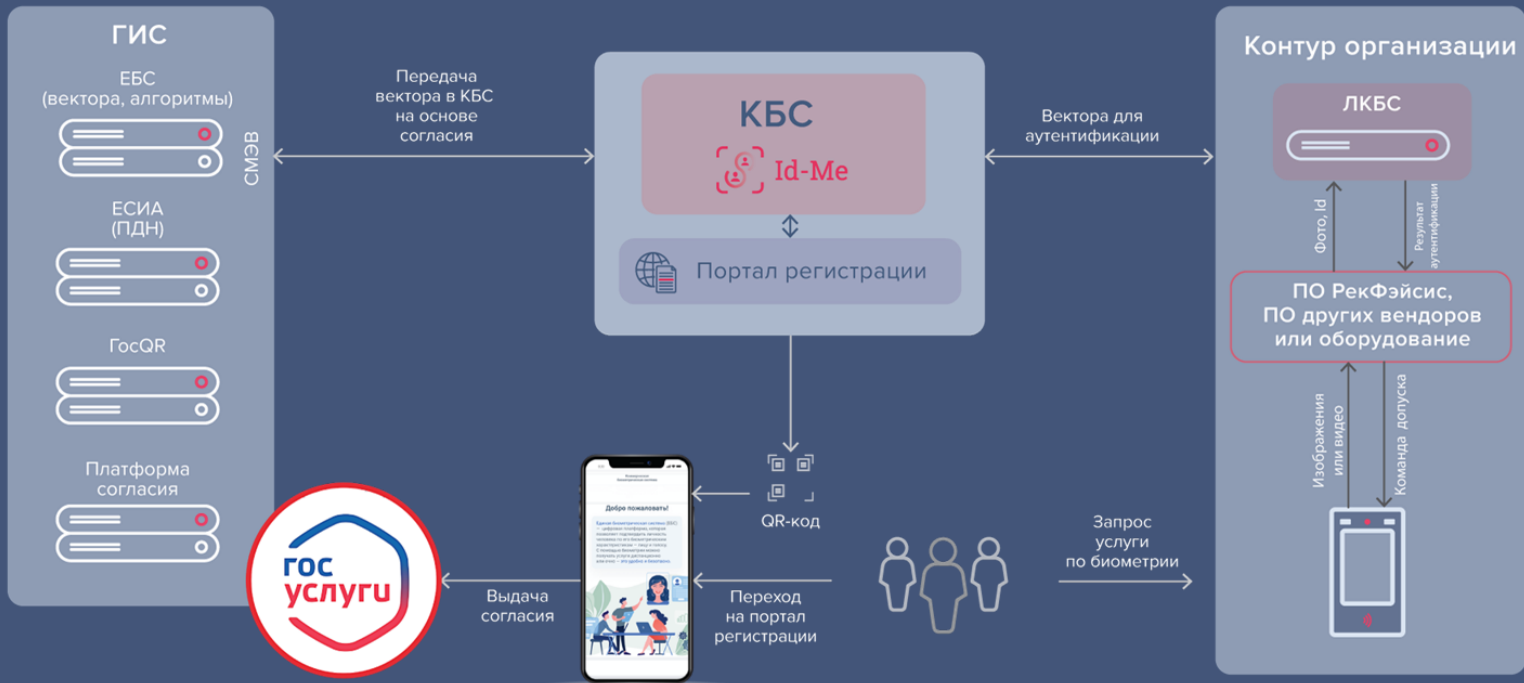 ГИС
ЕБС
(вектора, алгоритмы)
СМЭВ
ЕСИА
(ПДН)
ГосQR
Платформа
согласия
Передача
вектора в КБС
на основе
согласия
КБС
Id-Me
Портал регистрации
Вектора для
аутентификации
Контур организации
ЛКБС
Фото, Id
Результат
аутентификации
ПО РекФэйсис,
ПО других вендоров
или оборудование
Изображения
или видео
Команда допуска
QR-код
Добро пожаловать!
гос
услуги
Выдача
согласия
Переход
на портал
регистрации
Запрос
услуги
по биометрии